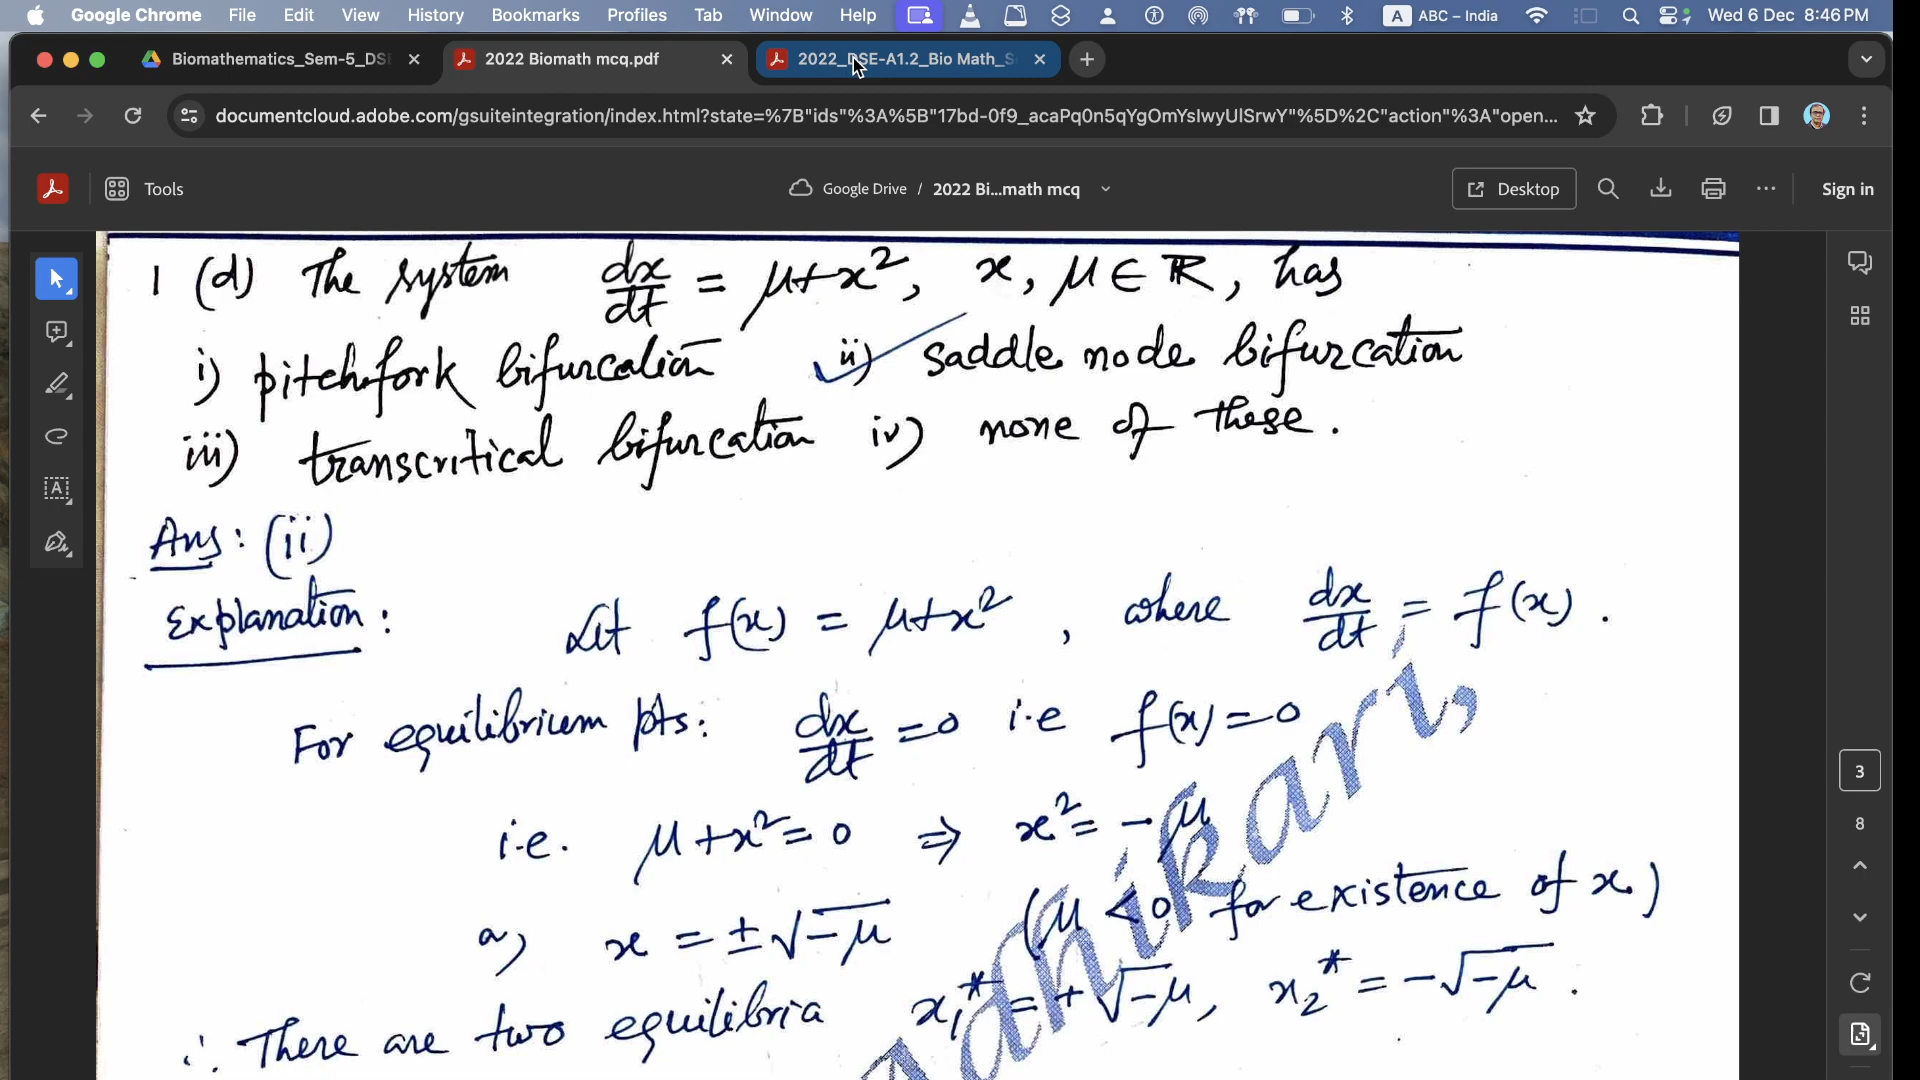 Google Chrome File Edit View History Bookmarks Profiles Tab Window Help A ABC – India Wed 6 Dec 8:46 PM
Biomathematics_Sem-5_DS 2022 Biomath mcq.pdf 2022_DSE-A1.2_Bio Math_S
documentcloud.adobe.com/gsuiteintegration/index.html?state=%7B"ids"%3A%5B"17bd-0f9_acaPq0n5qYgOmYsIwyUlSrwY"%5D%2C"action"%3A"open...
Tools Google Drive / 2022 Bi...math mcq Desktop Sign in
1 (d) The system dx/dt = μ+x², x, μ ∈ ℝ, has
i) pitchfork bifurcation ii) saddle node bifurcation
iii) transcritical bifurcation iv) none of these.
Ans: (ii)
Explanation: Let f(x) = μ+x², where dx/dt = f(x).
For equilibrium pts: dx/dt = 0 i.e f(x) = 0
i.e. μ+x² = 0 ⇒ x² = -μ
or, x = ±√-μ (μ < 0 for existence of x)
∴ There are two equilibria x₁* = +√-μ, x₂* = -√-μ.
3
8